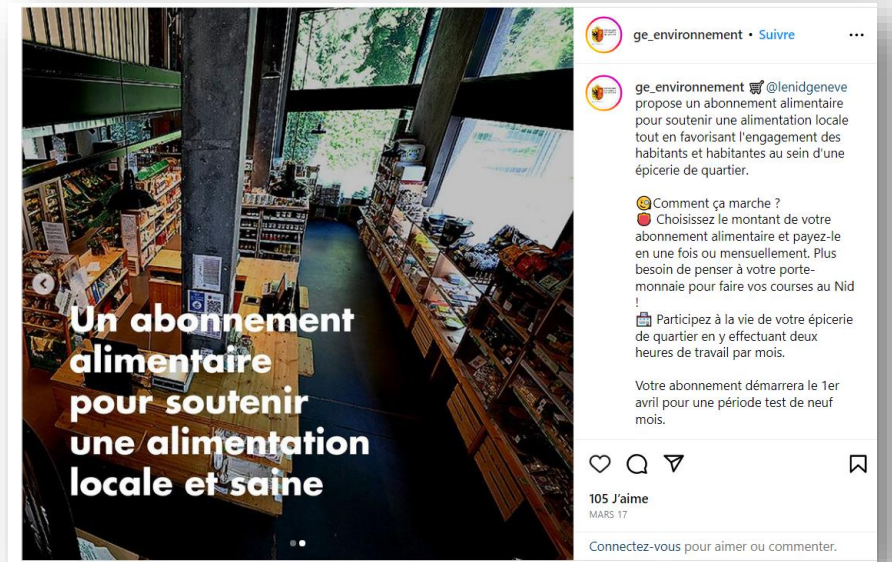 Un abonnement
alimentaire
pour soutenir
une alimentation
locale et saine
ge_environnement • Suivre
ge_environnement 🛒 @lenidgeneve
propose un abonnement alimentaire
pour soutenir une alimentation locale
tout en favorisant l'engagement des
habitants et habitantes au sein d'une
épicerie de quartier.
🧐Comment ça marche ?
Choisissez le montant de votre
abonnement alimentaire et payez-le
en une fois ou mensuellement. Plus
besoin de penser à votre porte-
monnaie pour faire vos courses au Nid
!
Participez à la vie de votre épicerie
de quartier en y effectuant deux
heures de travail par mois.
Votre abonnement démarrera le 1er
avril pour une période test de neuf
mois.
105 J'aime
MARS 17
Connectez-vous pour aimer ou commenter.